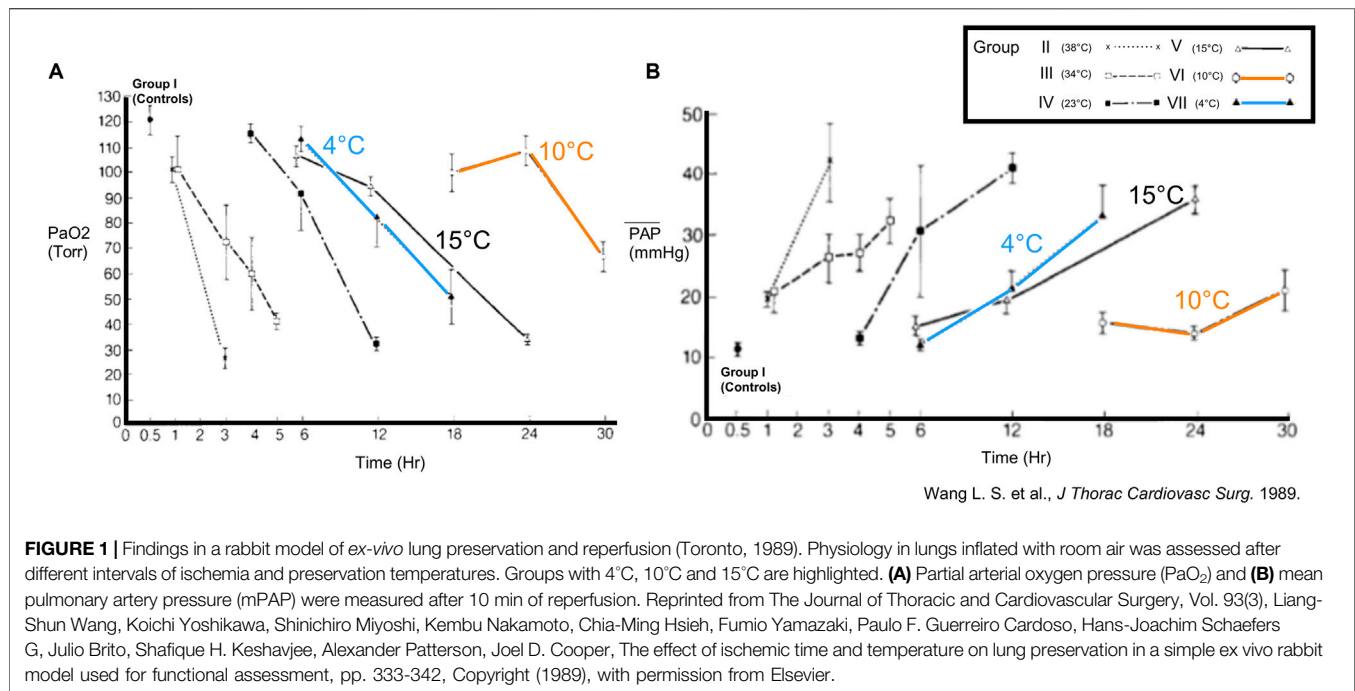 Group II (38°C) V (15°C)
III (34°C) VI (10°C)
IV (23°C) VII (4°C)
A
Group I
(Controls)
130
120
110
100
90
80
70
60
50
40
30
20
10
0
PaO2
(Torr)
4°C
10°C
15°C
0 0.5 1 2 3 4 5 6 12 18 24 30
Time (Hr)
B
50
40
30
20
10
0
PAP
(mmHg)
Group I
(Controls)
4°C
15°C
10°C
0 0.5 1 2 3 4 5 6 12 18 24 30
Time (Hr)
Wang L. S. et al., J Thorac Cardiovasc Surg. 1989.
FIGURE 1 | Findings in a rabbit model of ex-vivo lung preservation and reperfusion (Toronto, 1989). Physiology in lungs inflated with room air was assessed after
different intervals of ischemia and preservation temperatures. Groups with 4°C, 10°C and 15°C are highlighted. (A) Partial arterial oxygen pressure (PaO₂) and (B) mean
pulmonary artery pressure (mPAP) were measured after 10 min of reperfusion. Reprinted from The Journal of Thoracic and Cardiovascular Surgery, Vol. 93(3), Liang-
Shun Wang, Koichi Yoshikawa, Shinichiro Miyoshi, Kembu Nakamoto, Chia-Ming Hsieh, Fumio Yamazaki, Paulo F. Guerreiro Cardoso, Hans-Joachim Schaefers
G, Julio Brito, Shafique H. Keshavjee, Alexander Patterson, Joel D. Cooper, The effect of ischemic time and temperature on lung preservation in a simple ex vivo rabbit
model used for functional assessment, pp. 333-342, Copyright (1989), with permission from Elsevier.